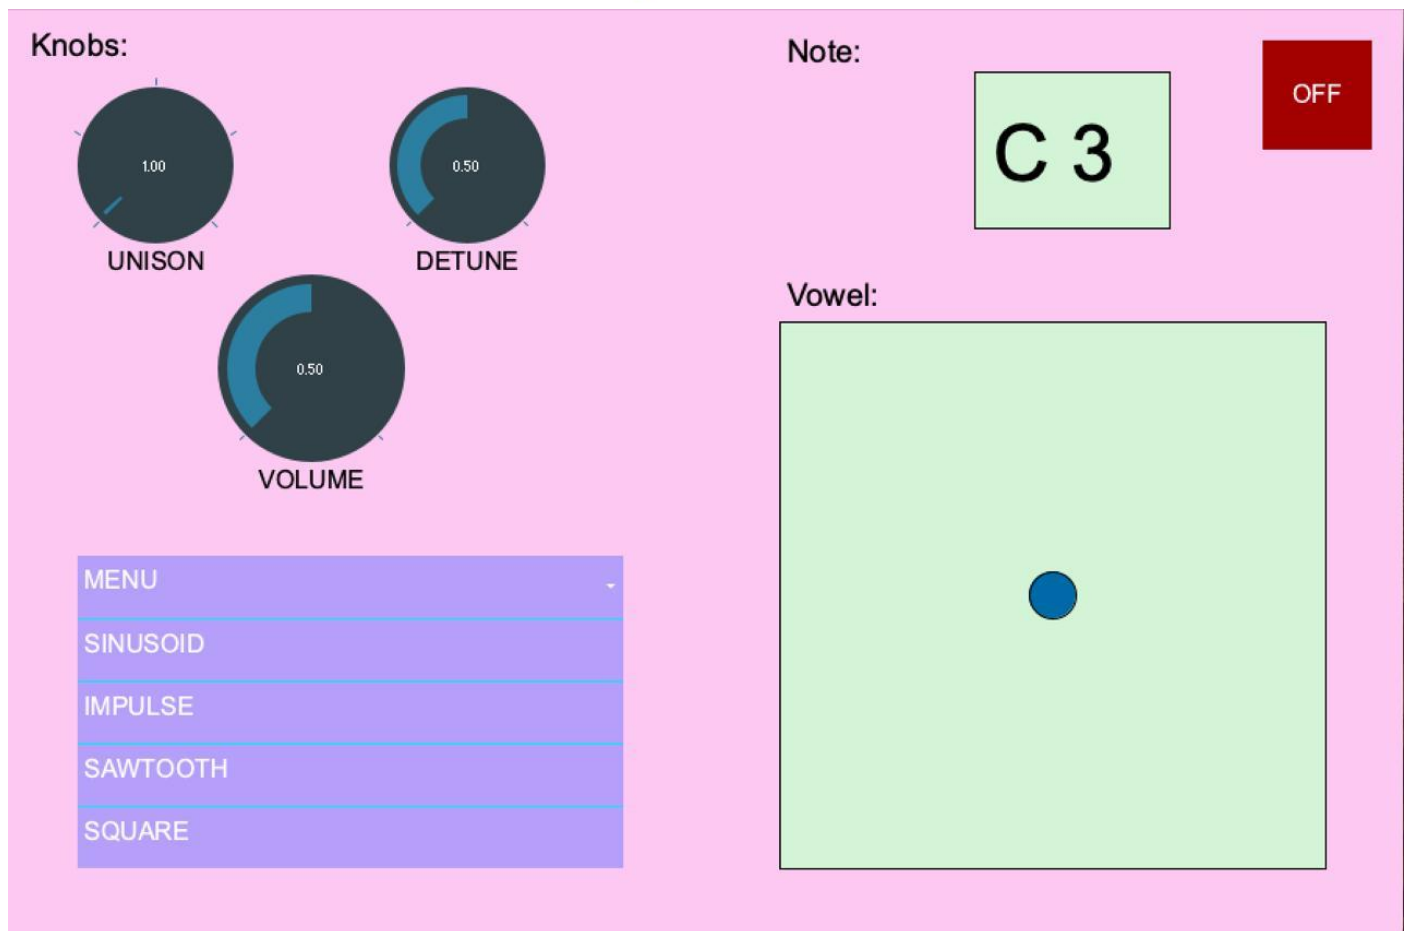 Knobs:
1.00
UNISON
0.50
DETUNE
0.50
VOLUME
MENU
SINUSOID
IMPULSE
SAWTOOTH
SQUARE
Note:
C 3
OFF
Vowel: